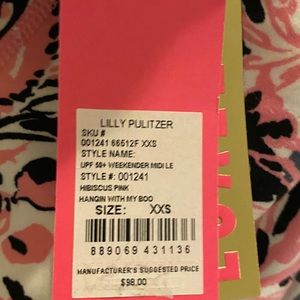 LILLY PULITZER
SKU #
001241 66512F XXS
STYLE NAME:
UPF 50+ WEEKENDER MIDI LE
STYLE #: 001241
HIBISCUS PINK
HANGIN WITH MY BOO
SIZE: XXS
889069 431136
MANUFACTURER'S SUGGESTED PRICE
$98.00